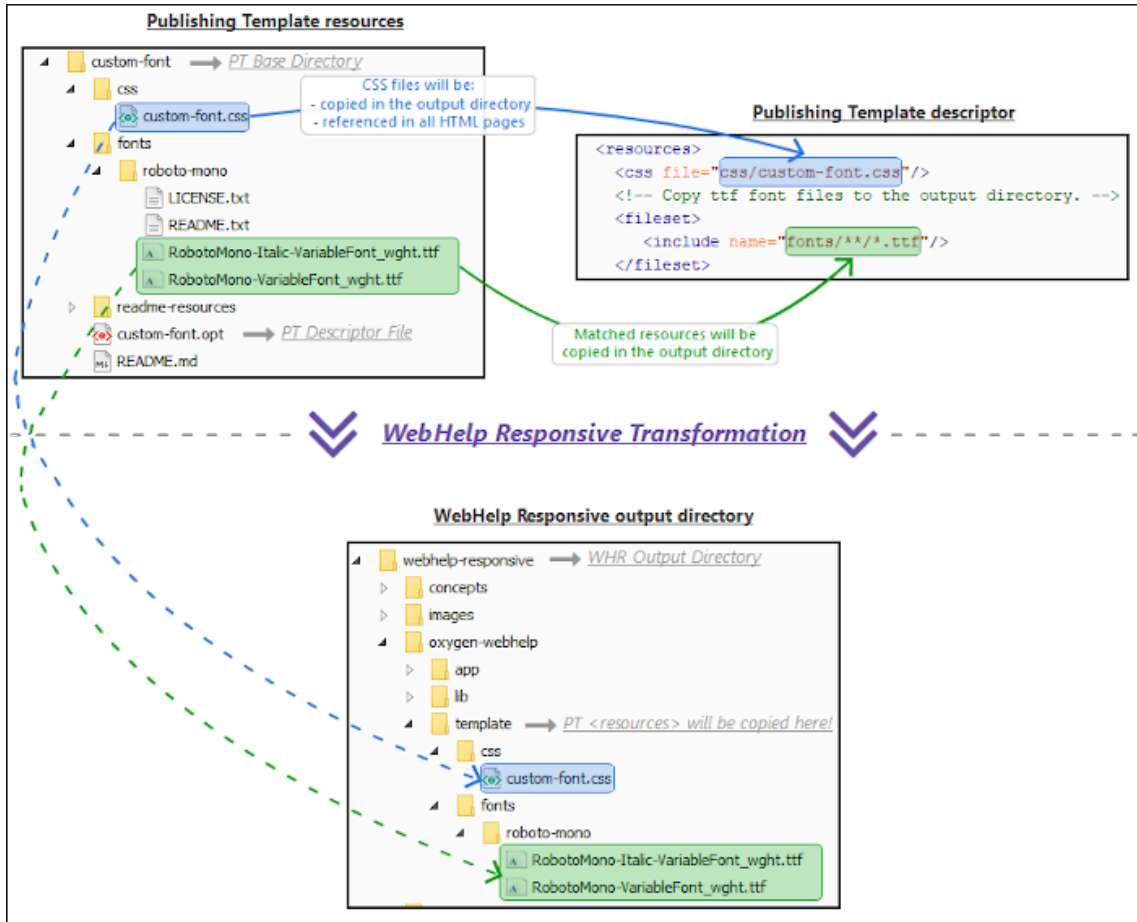 Publishing Template resources
custom-font
PT Base Directory
css
custom-font.css
fonts
roboto-mono
LICENSE.txt
README.txt
RobotoMono-Italic-VariableFont_wght.ttf
RobotoMono-VariableFont_wght.ttf
readme-resources
custom-font.opt
PT Descriptor File
README.md
CSS files will be:
- copied in the output directory
- referenced in all HTML pages
Publishing Template descriptor
<resources>
<css file="css/custom-font.css"/>
<!-- Copy ttf font files to the output directory. -->
<fileset>
<include name="fonts/**/*.ttf"/>
</fileset>
Matched resources will be
copied in the output directory
WebHelp Responsive Transformation
WebHelp Responsive output directory
webhelp-responsive
WHR Output Directory
concepts
images
oxygen-webhelp
app
lib
template
PT <resources> will be copied here!
css
custom-font.css
fonts
roboto-mono
RobotoMono-Italic-VariableFont_wght.ttf
RobotoMono-VariableFont_wght.ttf